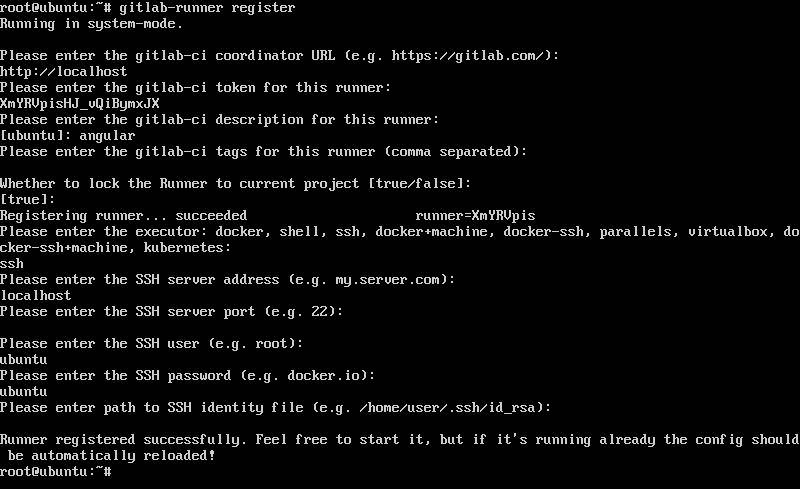 root@ubuntu:~# gitlab-runner register
Running in system-mode.
Please enter the gitlab-ci coordinator URL (e.g. https://gitlab.com/):
http://localhost
Please enter the gitlab-ci token for this runner:
XmYRVpisHJ_vQiBymxJX
Please enter the gitlab-ci description for this runner:
[ubuntu]: angular
Please enter the gitlab-ci tags for this runner (comma separated):
Whether to lock the Runner to current project [true/false]:
[true]:
Registering runner... succeeded                     runner=XmYRVpis
Please enter the executor: docker, shell, ssh, docker+machine, docker-ssh, parallels, virtualbox, do
cker-ssh+machine, kubernetes:
ssh
Please enter the SSH server address (e.g. my.server.com):
localhost
Please enter the SSH server port (e.g. 22):
Please enter the SSH user (e.g. root):
ubuntu
Please enter the SSH password (e.g. docker.io):
ubuntu
Please enter path to SSH identity file (e.g. /home/user/.ssh/id_rsa):
Runner registered successfully. Feel free to start it, but if it's running already the config should
 be automatically reloaded!
root@ubuntu:~#